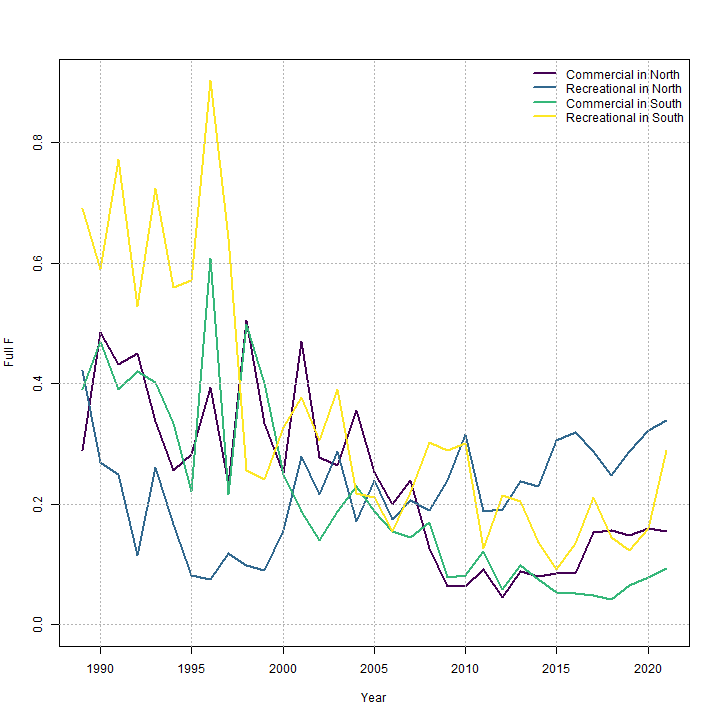 Commercial in North
Recreational in North
Commercial in South
Recreational in South
0.8
0.6
0.4
0.2
0.0
Full F
1990 1995 2000 2005 2010 2015 2020
Year